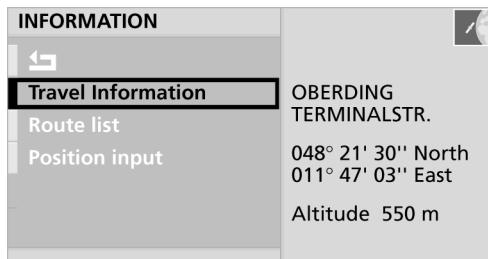 INFORMATION
Travel Information
Route list
Position input
OBERDING
TERMINALSTR.
048° 21' 30'' North
011° 47' 03'' East
Altitude 550 m